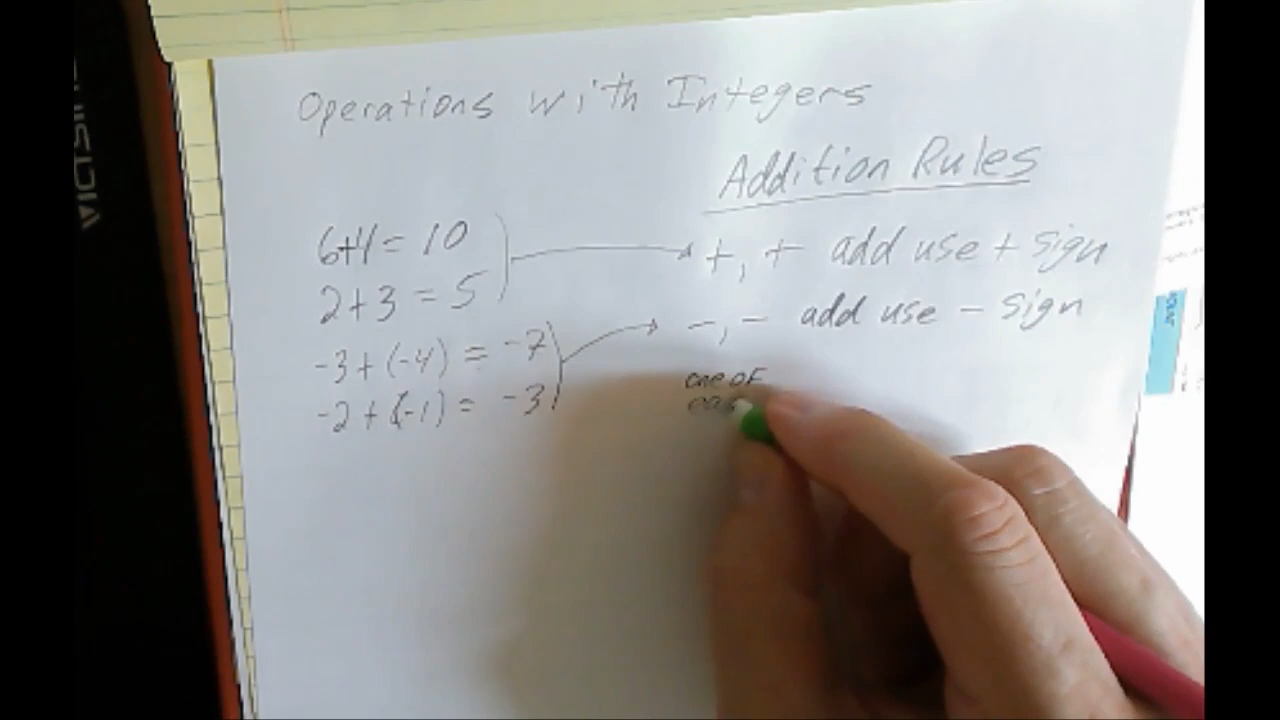 Operations with Integers
Addition Rules
6+4 = 10
2+3 = 5
-3+(-4) = -7
-2+(-1) = -3
+, + add use + sign
-, - add use - sign
one of